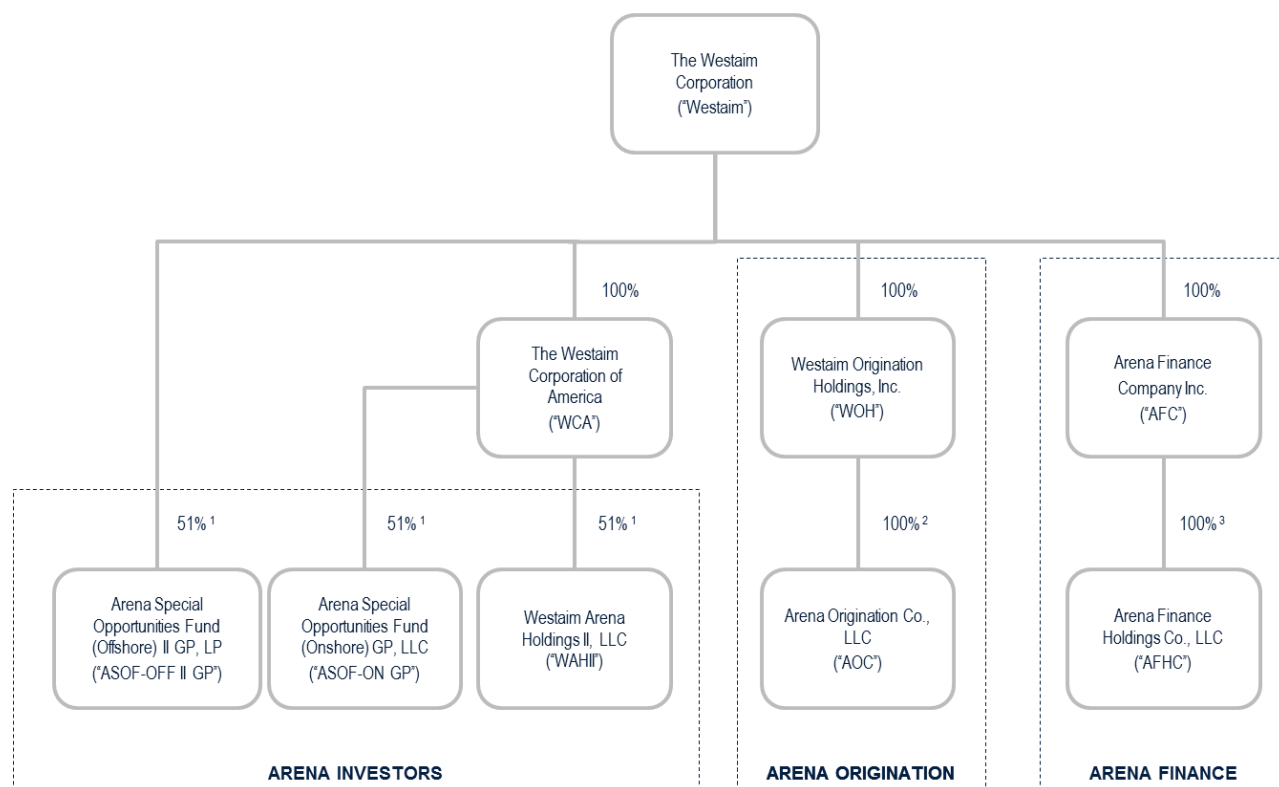 The Westaim
Corporation
(“Westaim”)
100%
100%
100%
The Westaim
Corporation of
America
(“WCA”)
Westaim Origination
Holdings, Inc.
(“WOH”)
Arena Finance
Company Inc.
(“AFC”)
51% ¹
51% ¹
51% ¹
100% ²
100% ³
Arena Special
Opportunities Fund
(Offshore) II GP, LP
(“ASOF-OFF II GP”)
Arena Special
Opportunities Fund
(Onshore) GP, LLC
(“ASOF-ON GP”)
Westaim Arena
Holdings II, LLC
(“WAHII”)
Arena Origination Co.,
LLC
(“AOC”)
Arena Finance
Holdings Co., LLC
(“AFHC”)
ARENA INVESTORS
ARENA ORIGINATION
ARENA FINANCE